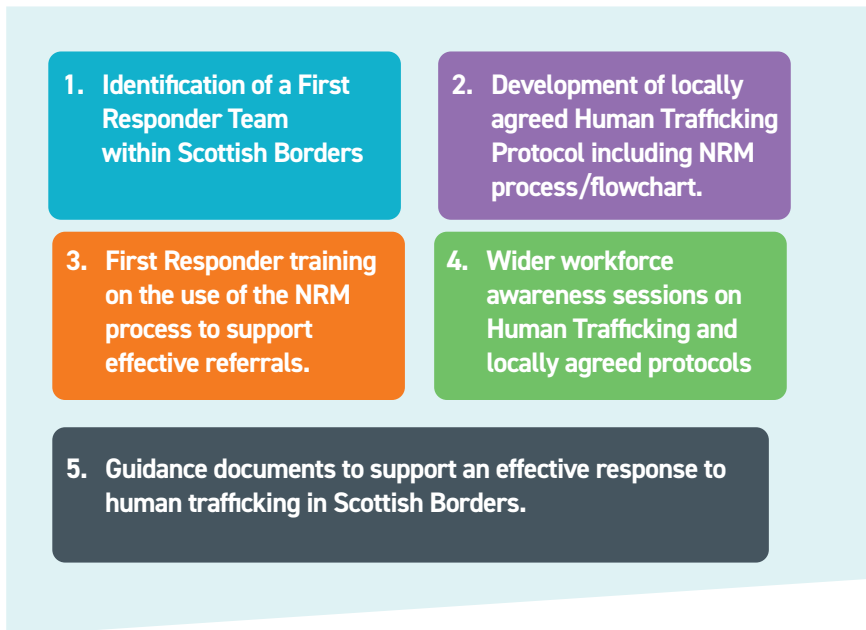 1. Identification of a First
Responder Team
within Scottish Borders
2. Development of locally
agreed Human Trafficking
Protocol including NRM
process/flowchart.
3. First Responder training
on the use of the NRM
process to support
effective referrals.
4. Wider workforce
awareness sessions on
Human Trafficking and
locally agreed protocols
5. Guidance documents to support an effective response to
human trafficking in Scottish Borders.